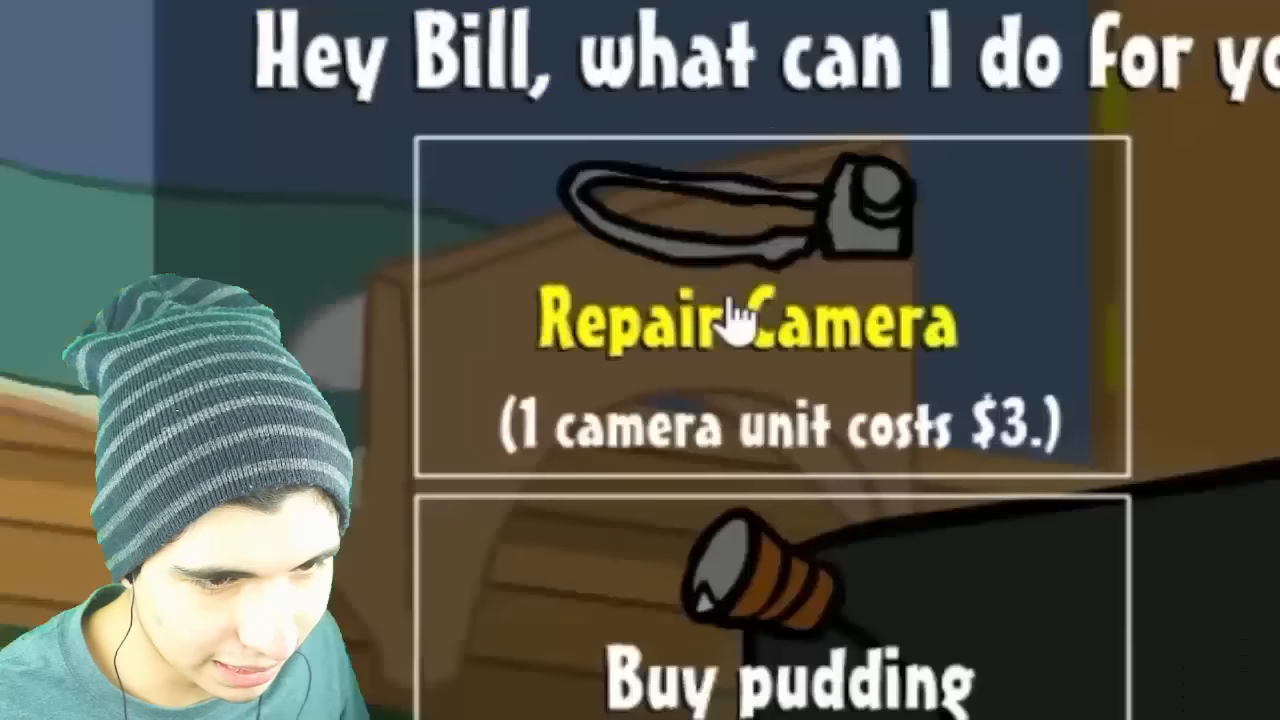 Hey Bill, what can I do for yo
Repair Camera
(1 camera unit costs $3.)
Buy pudding